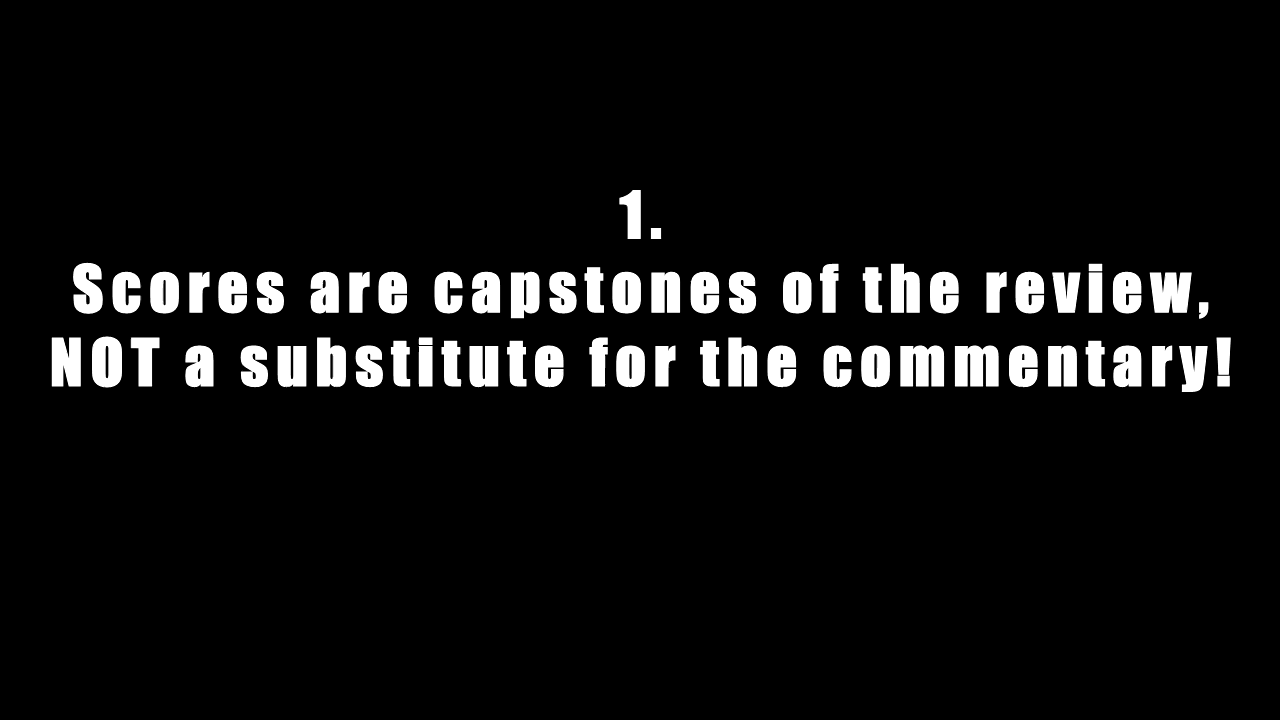 1.
Scores are capstones of the review,
NOT a substitute for the commentary!